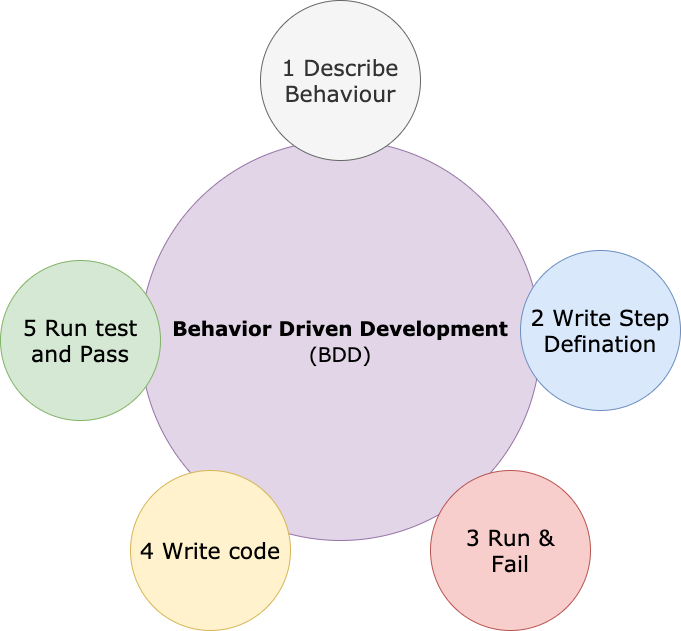 1 Describe
Behaviour
2 Write Step
Defination
3 Run &
Fail
4 Write code
5 Run test
and Pass
Behavior Driven Development
(BDD)